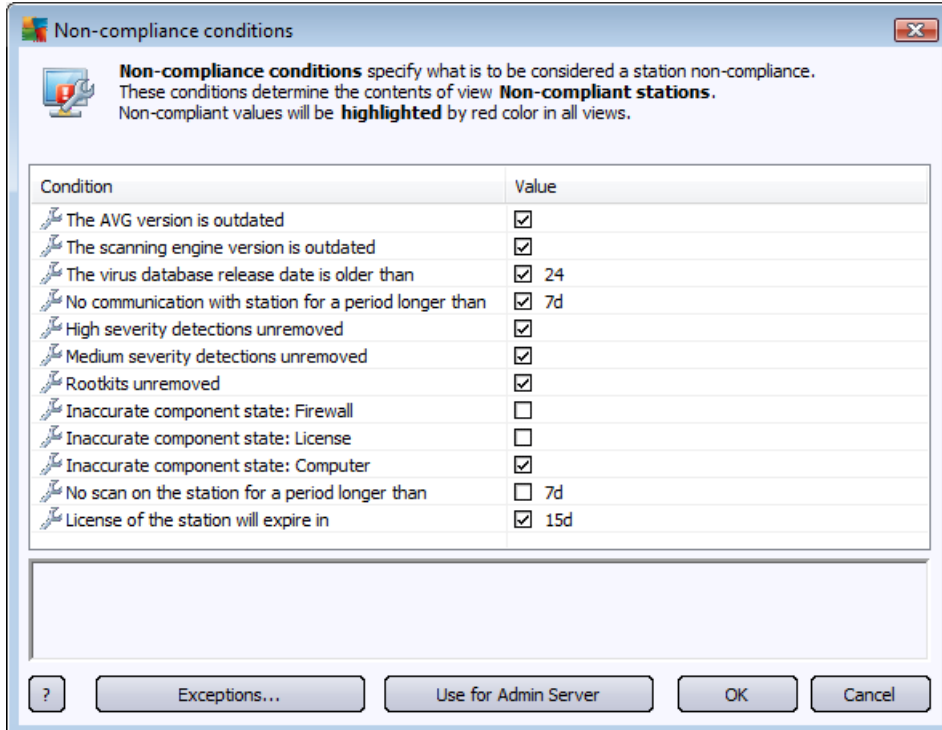 Non-compliance conditions
Non-compliance conditions specify what is to be considered a station non-compliance.
These conditions determine the contents of view Non-compliant stations.
Non-compliant values will be highlighted by red color in all views.
Condition Value
The AVG version is outdated
The scanning engine version is outdated
The virus database release date is older than 24
No communication with station for a period longer than 7d
High severity detections unremoved
Medium severity detections unremoved
Rootkits unremoved
Inaccurate component state: Firewall
Inaccurate component state: License
Inaccurate component state: Computer
No scan on the station for a period longer than 7d
License of the station will expire in 15d
? Exceptions... Use for Admin Server OK Cancel